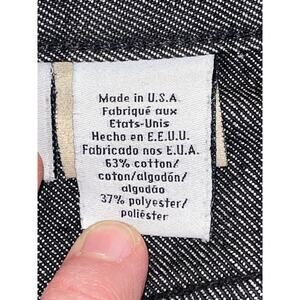 Made in U.S.A.
Fabriqué aux
Etats-Unis
Hecho en E.E.U.U.
Fabricado nos E.U.A.
63% cotton/
coton/algodón/
algodão
37% polyester/
poliéster